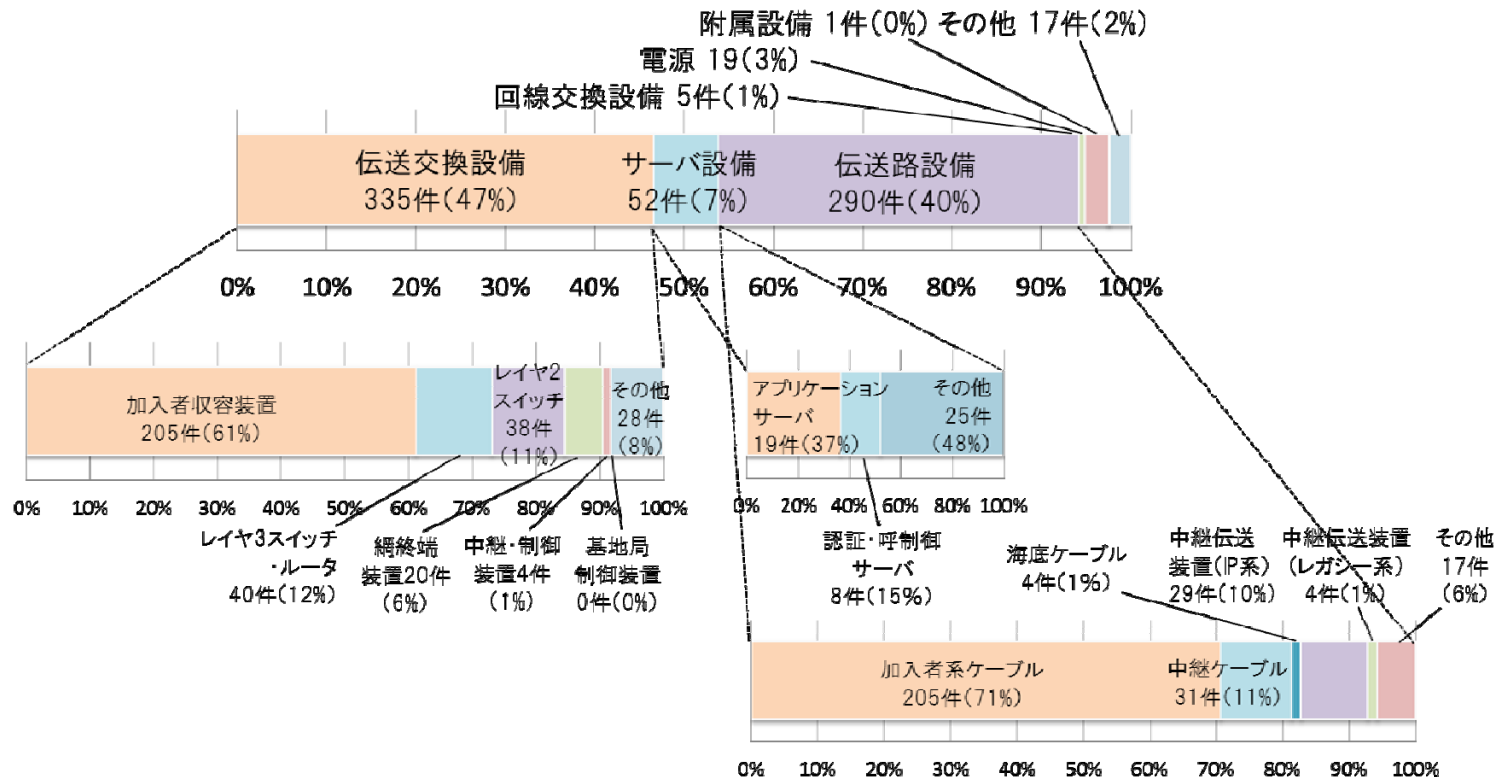 附属設備 1件(0%) その他 17件(2%)
電源 19(3%)
回線交換設備 5件(1%)
伝送交換設備
335件(47%)
サーバ設備
52件(7%)
伝送路設備
290件(40%)
0% 10% 20% 30% 40% 50% 60% 70% 80% 90% 100%
加入者収容装置
205件(61%)
レイヤ2
スイッチ
38件
(11%)
その他
28件
(8%)
0% 10% 20% 30% 40% 50% 60% 70% 80% 90% 100%
レイヤ3スイッチ
・ルータ
40件(12%)
網終端
装置20件
(6%)
中継・制御
装置4件
(1%)
基地局
制御装置
0件(0%)
アプリケーション
サーバ
19件(37%)
その他
25件
(48%)
0% 20% 40% 60% 80% 100%
認証・呼制御
サーバ
8件(15%)
海底ケーブル
4件(1%)
中継伝送
装置(IP系)
29件(10%)
中継伝送装置
(レガシー系)
4件(1%)
その他
17件
(6%)
加入者系ケーブル
205件(71%)
中継ケーブル
31件(11%)
0% 10% 20% 30% 40% 50% 60% 70% 80% 90% 100%